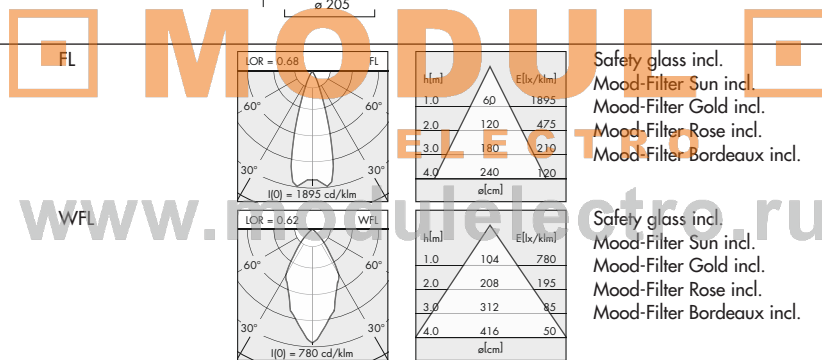 ø 205
MODUL
ELECTRO
www.modulelectro.ru
FL
LOR = 0.68 FL
60° 60°
30° 30°
I(0) = 1895 cd/klm
h[m] E[lx/klm]
1.0 60 1895
2.0 120 475
3.0 180 210
4.0 240 120
ø[cm]
Safety glass incl.
Mood-Filter Sun incl.
Mood-Filter Gold incl.
Mood-Filter Rose incl.
Mood-Filter Bordeaux incl.
WFL
LOR = 0.62 WFL
60° 60°
30° 30°
I(0) = 780 cd/klm
h[m] E[lx/klm]
1.0 104 780
2.0 208 195
3.0 312 85
4.0 416 50
ø[cm]
Safety glass incl.
Mood-Filter Sun incl.
Mood-Filter Gold incl.
Mood-Filter Rose incl.
Mood-Filter Bordeaux incl.